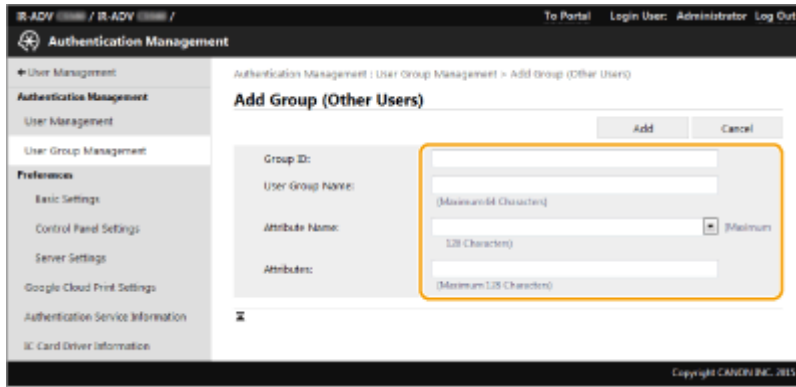 IR-ADV / IR-ADV /
To Portal Login User: Administrator Log Out
Authentication Management
User Management
Authentication Management : User Group Management > Add Group (Other Users)
Authentication Management
Add Group (Other Users)
User Management
Add Cancel
User Group Management
Group ID:
Preferences
User Group Name:
(Maximum 64 Characters)
Basic Settings
Control Panel Settings
Attribute Name:
(Maximum
128 Characters)
Server Settings
Attributes:
(Maximum 128 Characters)
Google Cloud Print Settings
Authentication Service Information
IC Card Driver Information
Copyright CANON INC. 2015